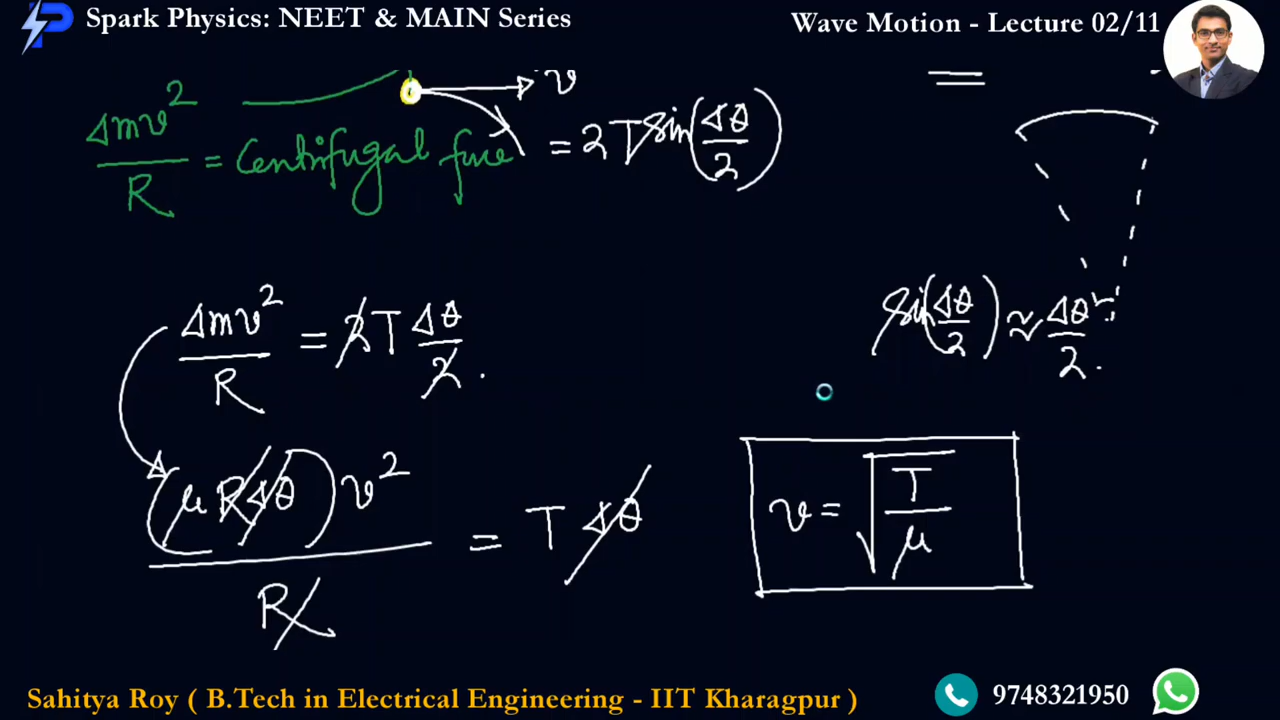 Spark Physics: NEET & MAIN Series
Wave Motion - Lecture 02/11
v
Δmv²/R = Centrifugal force = 2T sin(Δθ/2)
Δmv²/R = 2T Δθ/2.
sin(Δθ/2) ≈ Δθ/2.
(μRΔθ)v²/R = T Δθ
v = √(T/μ)
Sahitya Roy ( B.Tech in Electrical Engineering - IIT Kharagpur )
9748321950